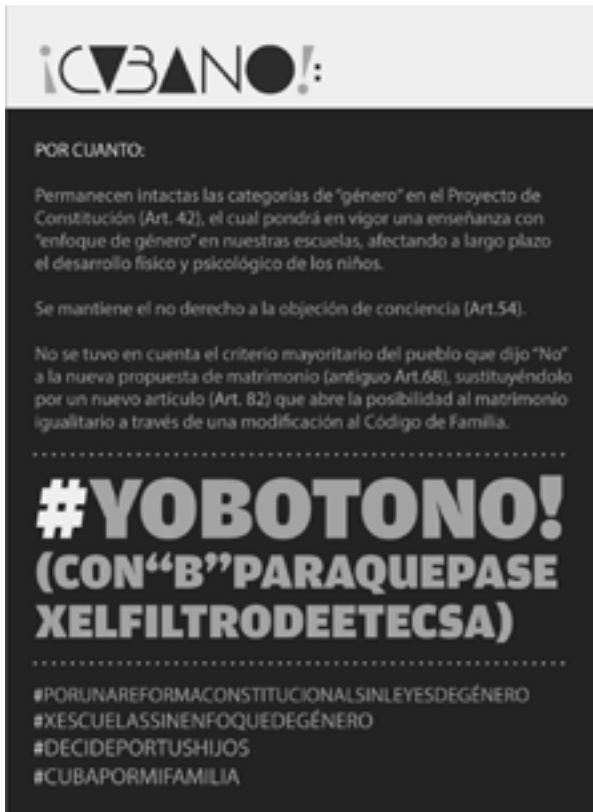 ¡CUBANO!:
POR CUANTO:
Permanecen intactas las categorías de "género" en el Proyecto de
Constitución (Art. 42), el cual pondrá en vigor una enseñanza con
"enfoque de género" en nuestras escuelas, afectando a largo plazo
el desarrollo físico y psicológico de los niños.
Se mantiene el no derecho a la objeción de conciencia (Art.54).
No se tuvo en cuenta el criterio mayoritario del pueblo que dijo "No"
a la nueva propuesta de matrimonio (antiguo Art.68), sustituyéndolo
por un nuevo artículo (Art. 82) que abre la posibilidad al matrimonio
igualitario a través de una modificación al Código de Familia.
#YOBOTONO!
(CON“B”PARAQUEPASE
XELFILTRODEETECSA)
#PORUNAREFORMACONSTITUCIONALSINLEYESDEGÉNERO
#XESCUELASSINENFOQUEDEGÉNERO
#DECIDEPORTUSHIJOS
#CUBAPORMIFAMILIA